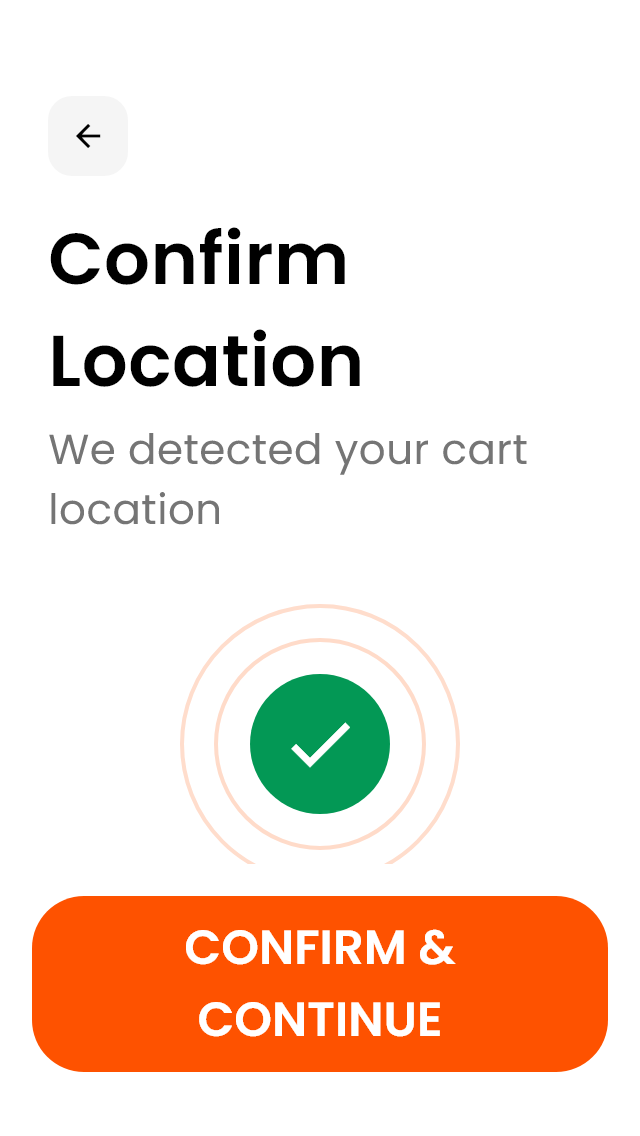 Confirm
Location
We detected your cart
location
CONFIRM &
CONTINUE